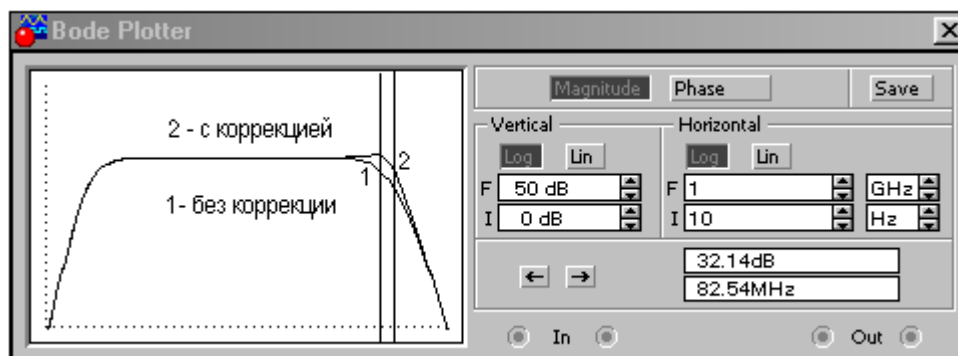 Bode Plotter
2 - с коррекцией
1- без коррекции
1
2
Magnitude
Phase
Save
Vertical
Horizontal
Log
Lin
Log
Lin
F 50 dB
F 1 GHz
I 0 dB
I 10 Hz
← →
32.14dB
82.54MHz
In
Out